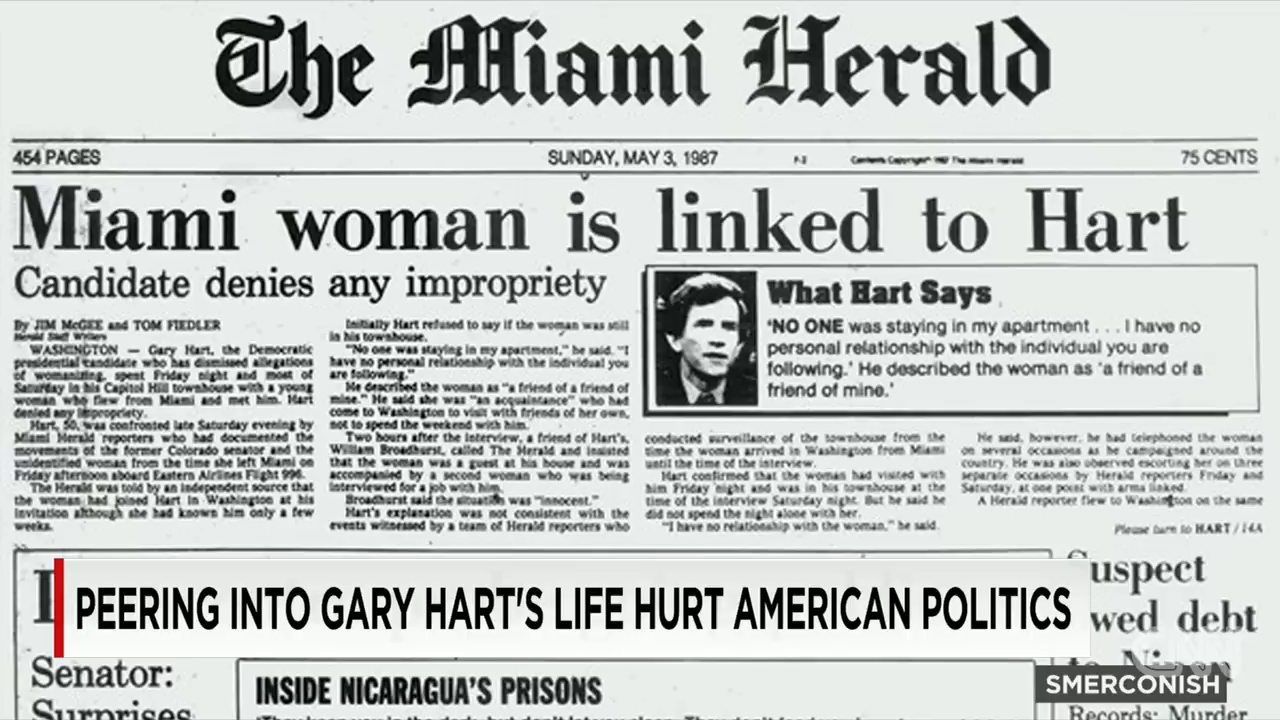 The Miami Herald
454 PAGES
SUNDAY, MAY 3, 1987
F-2
Contents Copyright© 1987 The Miami Herald
75 CENTS
Miami woman is linked to Hart
Candidate denies any impropriety
By JIM McGEE and TOM FIEDLER
Herald Staff Writers
WASHINGTON — Gary Hart, the Democratic
presidential candidate who has dismissed allegations
of womanizing, spent Friday night and most of
Saturday in his Capitol Hill townhouse with a young
woman who flew from Miami and met him. Hart
denied any impropriety.
Hart, 50, was confronted late Saturday evening by
Miami Herald reporters who had documented the
movements of the former Colorado senator and the
unidentified woman from the time she left Miami on
Friday afternoon aboard Eastern Airlines Flight 996.
The Herald was told by an independent source that
the woman had joined Hart in Washington at his
invitation although she had known him only a few
weeks.
Initially Hart refused to say if the woman was still
in his townhouse.
"No one was staying in my apartment," he said. "I
have no personal relationship with the individual you
are following."
He described the woman as "a friend of a friend of
mine." He said she was "an acquaintance" who had
come to Washington to visit with friends of her own,
not to spend the weekend with him.
Two hours after the interview, a friend of Hart's,
William Broadhurst, called The Herald and insisted
that the woman was a guest at his house and was
accompanied by a second woman who was being
interviewed for a job with him.
Broadhurst said the situation was "innocent."
Hart's explanation was not consistent with the
events witnessed by a team of Herald reporters who
What Hart Says
'NO ONE was staying in my apartment . . . I have no
personal relationship with the individual you are
following.' He described the woman as 'a friend of a
friend of mine.'
conducted surveillance of the townhouse from the
time the woman arrived in Washington from Miami
until the time of the interview.
Hart confirmed that the woman had visited with
him Friday night and was in his townhouse at the
time of the interview Saturday night. But he said he
did not spend the night alone with her.
"I have no relationship with the woman," he said.
He said, however, he had telephoned the woman
on several occasions as he campaigned around the
country. He was also observed escorting her on three
separate occasions by Herald reporters Friday and
Saturday, at one point with arms linked.
A Herald reporter flew to Washington on the same
Please turn to HART / 14A
PEERING INTO GARY HART'S LIFE HURT AMERICAN POLITICS
Suspect
owed debt
to
Records: Murder
Senator:
Surprises
INSIDE NICARAGUA'S PRISONS
CNN
SMERCONISH